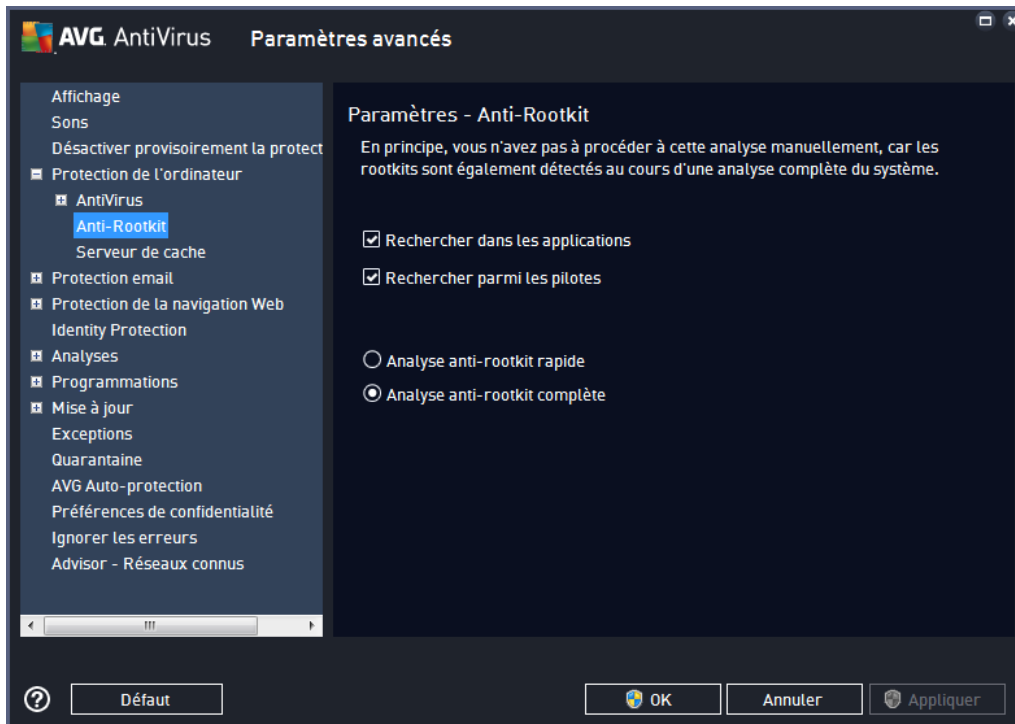 AVG. AntiVirus Paramètres avancés
Affichage
Sons
Désactiver provisoirement la protect
Protection de l'ordinateur
AntiVirus
Anti-Rootkit
Serveur de cache
Protection email
Protection de la navigation Web
Identity Protection
Analyses
Programmations
Mise à jour
Exceptions
Quarantaine
AVG Auto-protection
Préférences de confidentialité
Ignorer les erreurs
Advisor - Réseaux connus
Paramètres - Anti-Rootkit
En principe, vous n'avez pas à procéder à cette analyse manuellement, car les
rootkits sont également détectés au cours d'une analyse complète du système.
Rechercher dans les applications
Rechercher parmi les pilotes
Analyse anti-rootkit rapide
Analyse anti-rootkit complète
? Défaut OK Annuler Appliquer